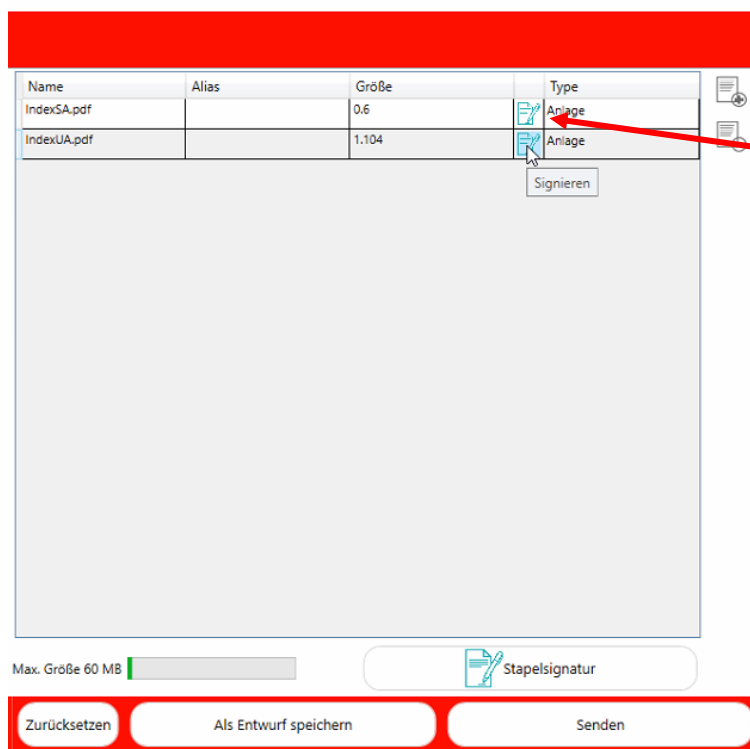 Name Alias Größe Type
IndexSA.pdf 0.6 Anlage
IndexUA.pdf 1.104 Anlage
Signieren
Max. Größe 60 MB Stapelsignatur
Zurücksetzen Als Entwurf speichern Senden